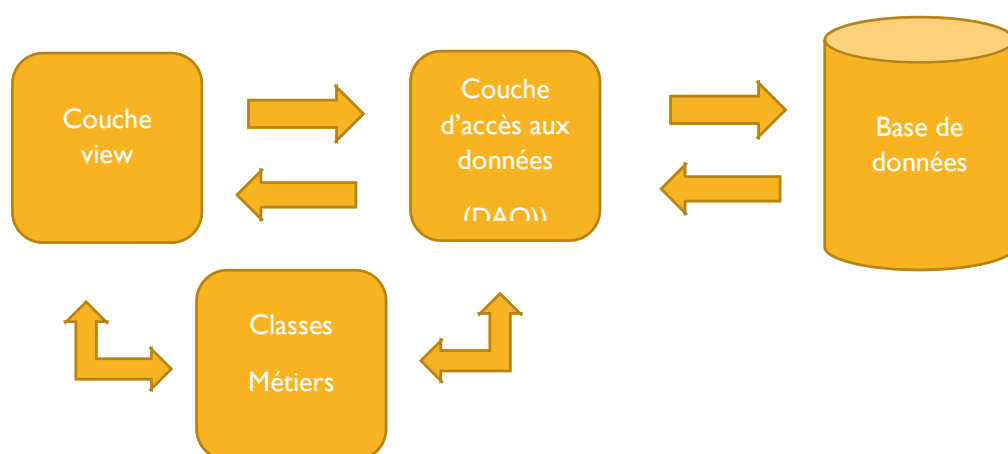 Couche
view
Couche
d'accès aux
données
(DAO))
Base de
données
Classes
Métiers